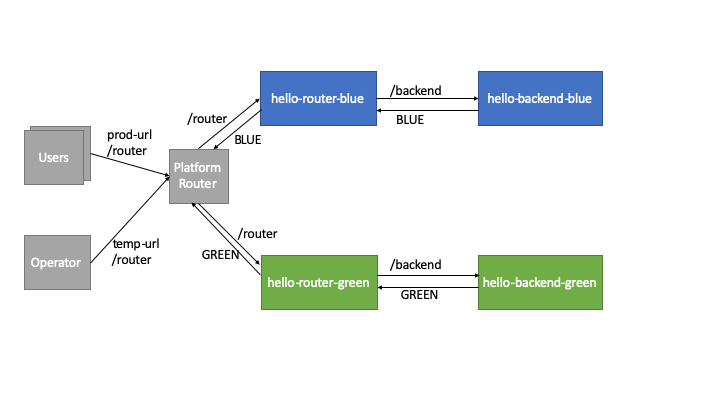 hello-router-blue
/backend
hello-backend-blue
/router
BLUE
BLUE
prod-url
/router
Users
Platform
Router
temp-url
/router
Operator
/router
GREEN
hello-router-green
/backend
hello-backend-green
GREEN